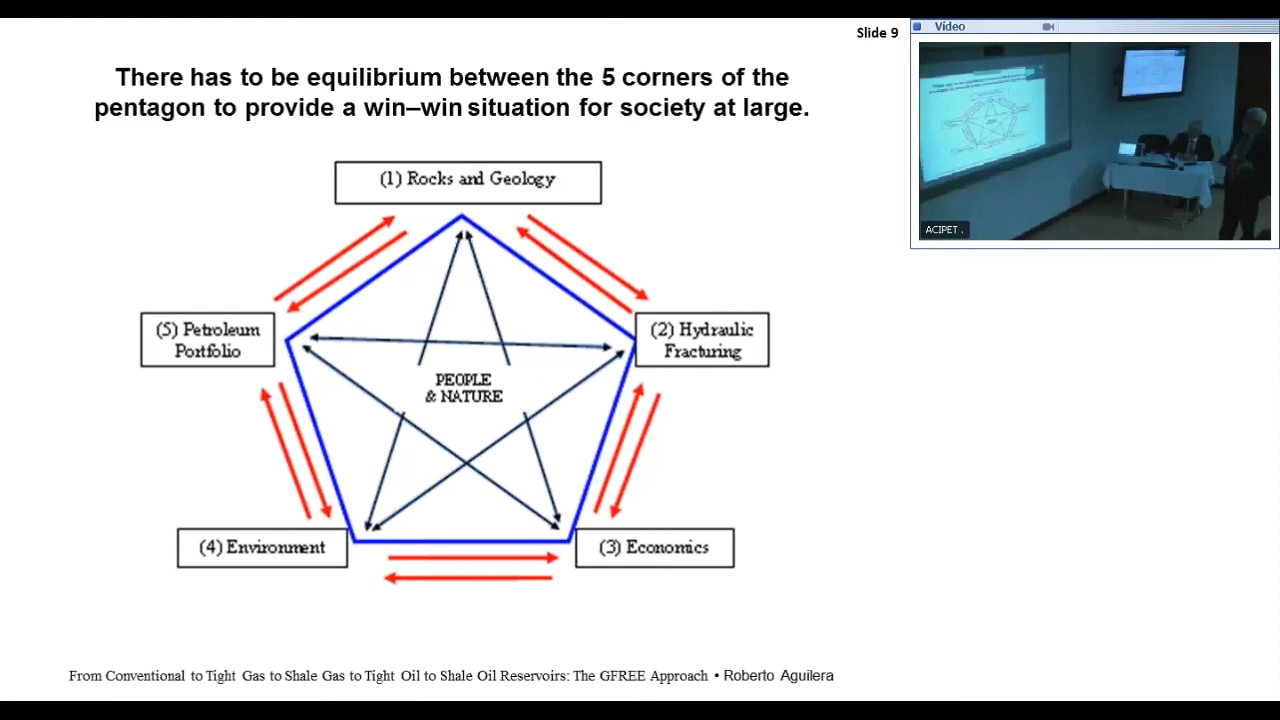 Slide 9
Vídeo
There has to be equilibrium between the 5 corners of the
pentagon to provide a win–win situation for society at large.
(1) Rocks and Geology
(5) Petroleum
Portfolio
(2) Hydraulic
Fracturing
PEOPLE
& NATURE
(4) Environment
(3) Economics
ACIPET .
From Conventional to Tight Gas to Shale Gas to Tight Oil to Shale Oil Reservoirs: The GFREE Approach • Roberto Aguilera